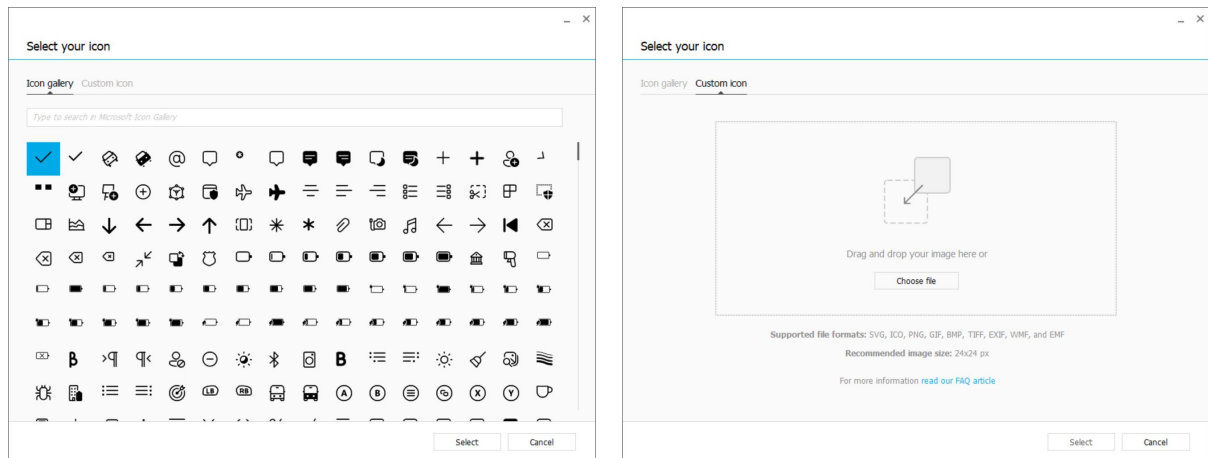 Select your icon
Icon gallery Custom icon
Type to search in Microsoft Icon Gallery
LB RB A B X Y
Select Cancel
Select your icon
Icon gallery Custom icon
Drag and drop your image here or
Choose file
Supported file formats: SVG, ICO, PNG, GIF, BMP, TIFF, EXIF, WMF, and EMF
Recommended image size: 24x24 px
For more information read our FAQ article
Select Cancel